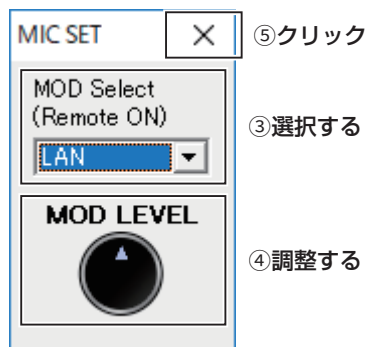 MIC SET ×
⑤クリック
MOD Select
(Remote ON)
LAN
③選択する
MOD LEVEL
④調整する